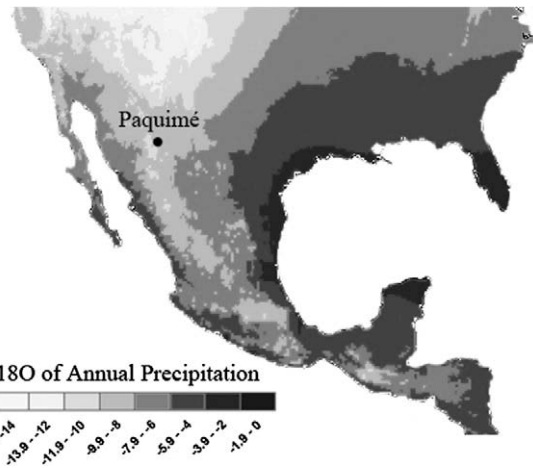 Paquimé
18O of Annual Precipitation
-14
-13.9 - -12
-11.9 - -10
-9.9 - -8
-7.9 - -6
-5.9 - -4
-3.9 - -2
-1.9 - 0